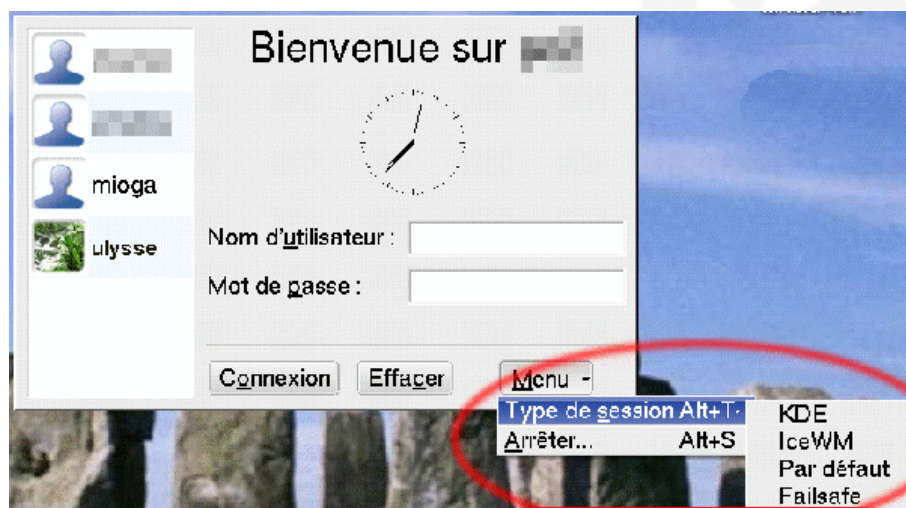 Bienvenue sur
mioga
ulysse
Nom d'utilisateur :
Mot de passe :
Connexion
Effacer
Menu
Type de session Alt+T
Arrêter... Alt+S
KDE
IceWM
Par défaut
Failsafe